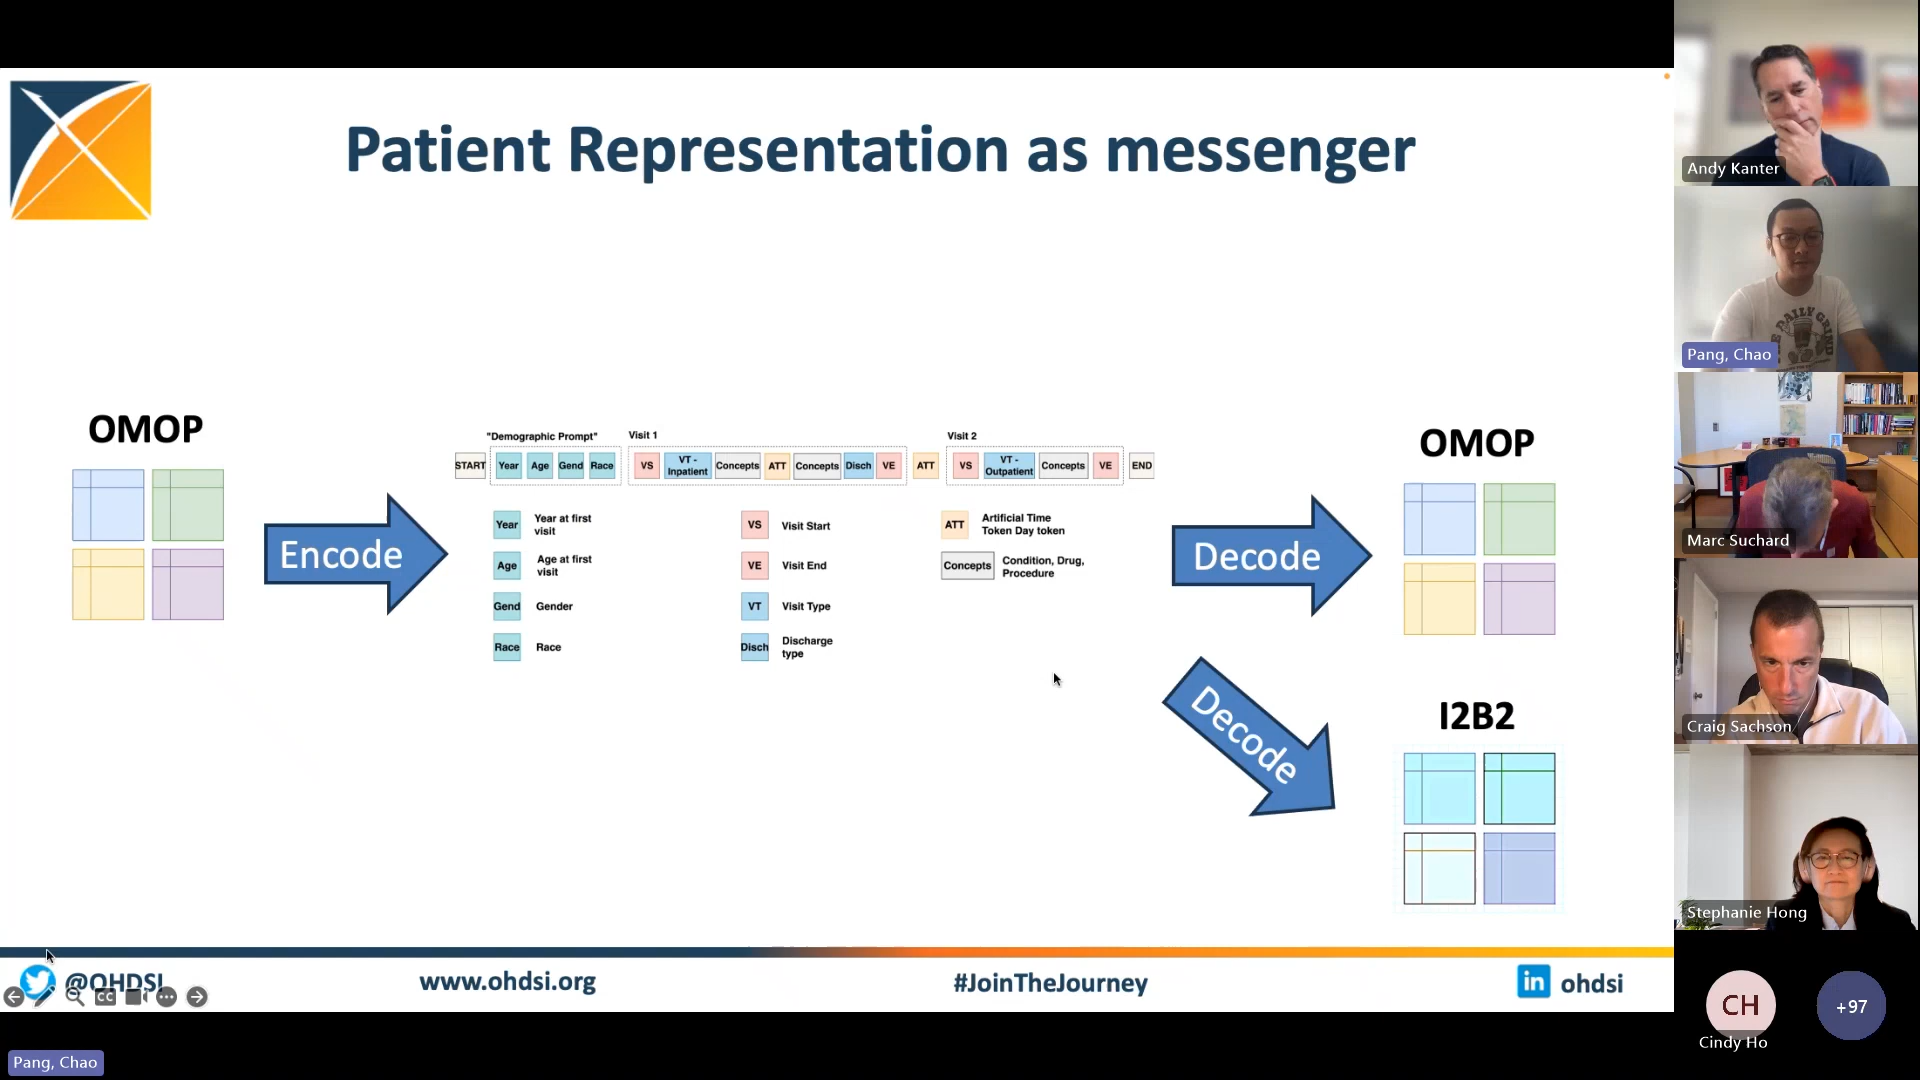 Patient Representation as messenger
OMOP
Encode
"Demographic Prompt"
Visit 1
Visit 2
START
Year
Age
Gend
Race
VS
VT - Inpatient
Concepts
ATT
Concepts
Disch
VE
ATT
VS
VT - Outpatient
Concepts
VE
END
Year
Year at first visit
Age
Age at first visit
Gend
Gender
Race
Race
VS
Visit Start
VE
Visit End
VT
Visit Type
Disch
Discharge type
ATT
Artificial Time Token Day token
Concepts
Condition, Drug, Procedure
Decode
OMOP
Decode
I2B2
@OHDSI
www.ohdsi.org
#JoinTheJourney
in
ohdsi
CC
Pang, Chao
Andy Kanter
Pang, Chao
DAILY GRIND
Marc Suchard
Craig Sachson
Stephanie Hong
CH
Cindy Ho
+97